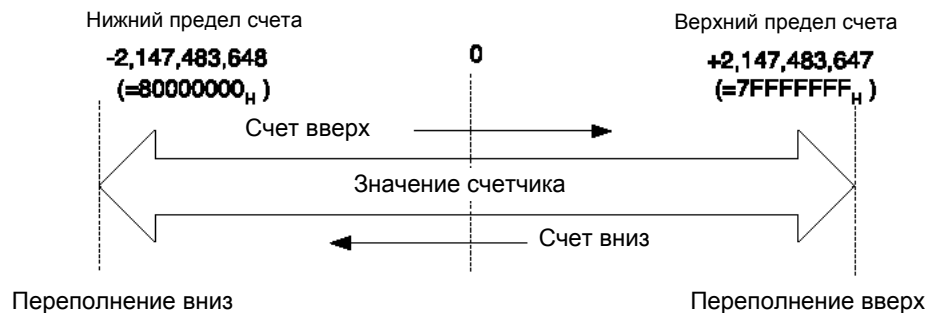 Нижний предел счета
Верхний предел счета
-2,147,483,648
0
+2,147,483,647
(=80000000H )
(=7FFFFFFFH )
Счет вверх
Значение счетчика
Счет вниз
Переполнение вниз
Переполнение вверх